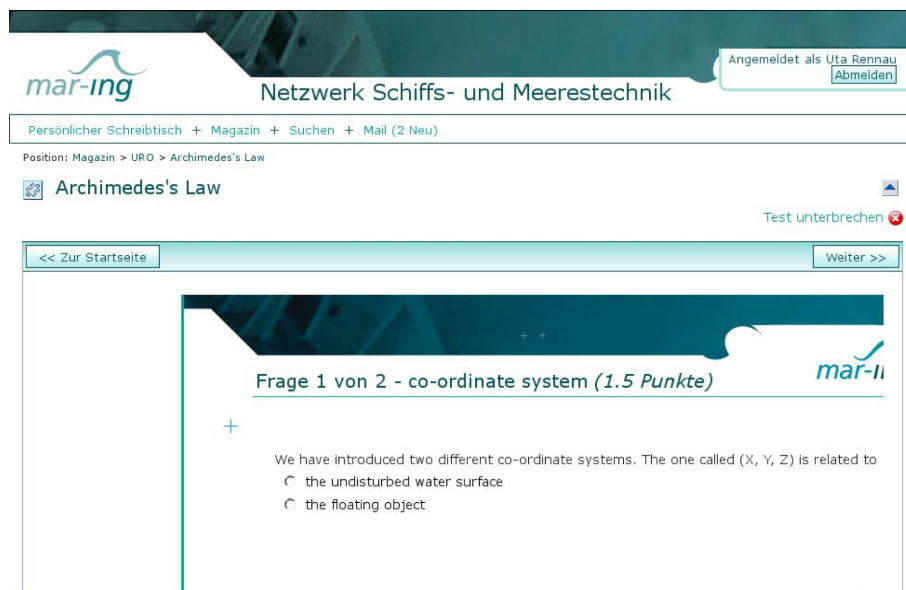 mar-ing
Angemeldet als Uta Rennau
Abmelden
Netzwerk Schiffs- und Meerestechnik
Persönlicher Schreibtisch + Magazin + Suchen + Mail (2 Neu)
Position: Magazin > URO > Archimedes's Law
Archimedes's Law
Test unterbrechen
<< Zur Startseite
Weiter >>
mar-i
Frage 1 von 2 - co-ordinate system (1.5 Punkte)
We have introduced two different co-ordinate systems. The one called (X, Y, Z) is related to
the undisturbed water surface
the floating object